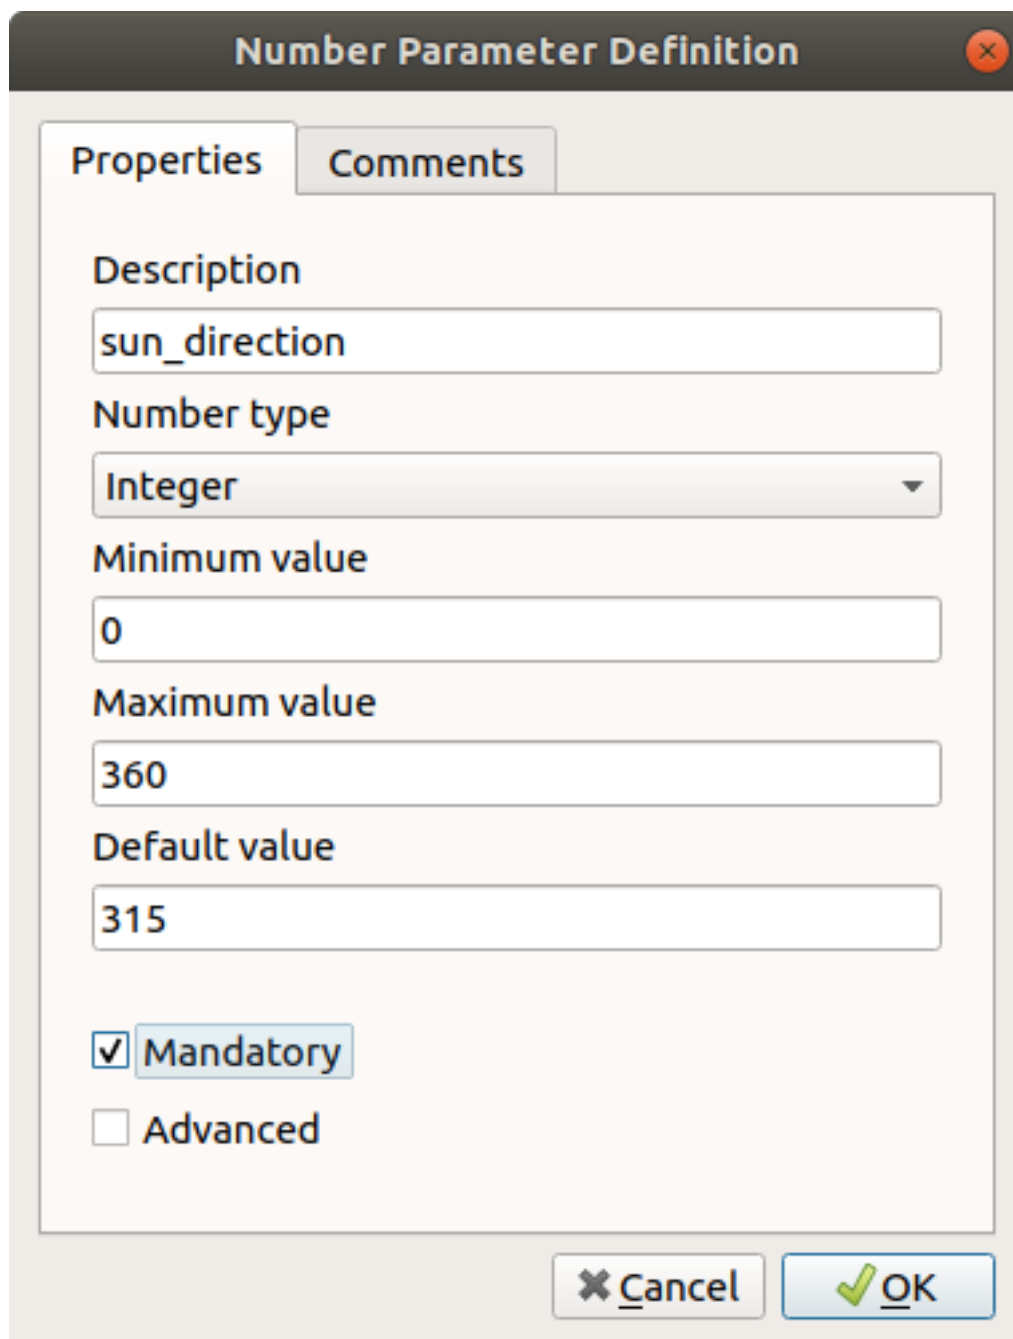 Number Parameter Definition
Properties Comments
Description
sun_direction
Number type
Integer
Minimum value
0
Maximum value
360
Default value
315
Mandatory
Advanced
Cancel OK